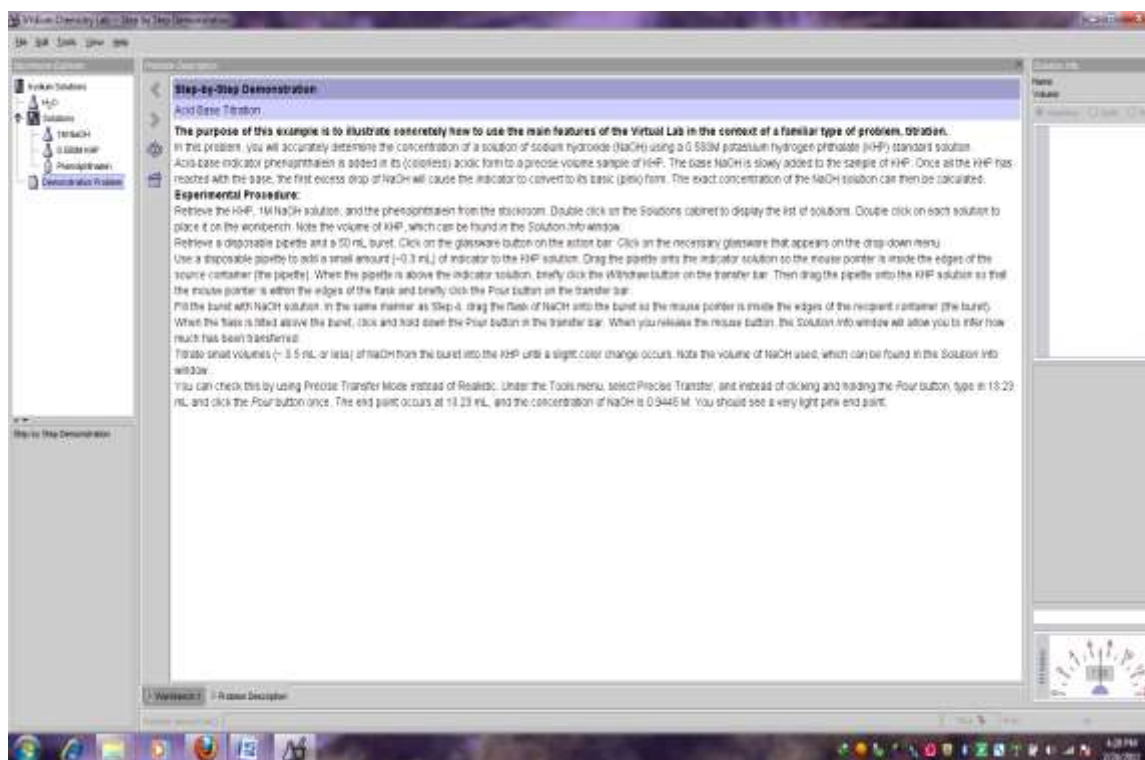 File Edit Tools View Help
H₂O
Solutions
1M NaOH
Phenolphthalein
Demonstration Problem
Step by Step Demonstration
Step-by-Step Demonstration
Acid Base Titration
The purpose of this example is to illustrate concretely how to use the main features of the Virtual Lab in the context of a familiar type of problem, titration.
In this problem, you will accurately determine the concentration of a solution of sodium hydroxide (NaOH) using a potassium hydrogen phthalate (KHP) standard solution.
Acid-base indicator phenolphthalein is added in its (colorless) acidic form to a precise volume sample of KHP. The base NaOH is slowly added to the sample of KHP. Once all the KHP has
reacted with the base, the first excess drop of NaOH will cause the indicator to convert to its basic (pink) form. The exact concentration of the NaOH solution can then be calculated.
Experimental Procedure:
Retrieve the KHP, 1M NaOH solution, and the phenolphthalein from the stockroom. Double click on the Solutions cabinet to display the list of solutions. Double click on each solution to
place it on the workbench. Note the volume of KHP, which can be found in the Solution Info window.
Retrieve a disposable pipette and a 50 mL buret. Click on the glassware button on the action bar. Click on the necessary glassware that appears on the drop-down menu.
Use a disposable pipette to add a small amount (~0.3 mL) of indicator to the KHP solution. Drag the pipette onto the indicator solution so the mouse pointer is inside the edges of the
source container (the pipette). When the pipette is above the indicator solution, briefly click the Withdraw button on the transfer bar. Then drag the pipette onto the KHP solution so that
the mouse pointer is within the edges of the flask and briefly click the Pour button on the transfer bar.
Fill the buret with NaOH solution. In the same manner as Step 4, drag the flask of NaOH onto the buret so the mouse pointer is inside the edges of the recipient container (the buret).
When the flask is tilted above the buret, click and hold down the Pour button in the transfer bar. When you release the mouse button, the Solution Info window will allow you to infer how
much has been transferred.
Titrate small volumes (~ 0.5 mL or less) of NaOH from the buret into the KHP until a slight color change occurs. Note the volume of NaOH used, which can be found in the Solution Info
window.
You can check this by using Precise Transfer Mode instead of Realistic. Under the Tools menu, select Precise Transfer, and instead of clicking and holding the Pour button, type in
mL and click the Pour button once. The end point occurs at mL, and the concentration of NaOH is M. You should see a very light pink end point.
Name
Volume
Workbench 1
Problem Description